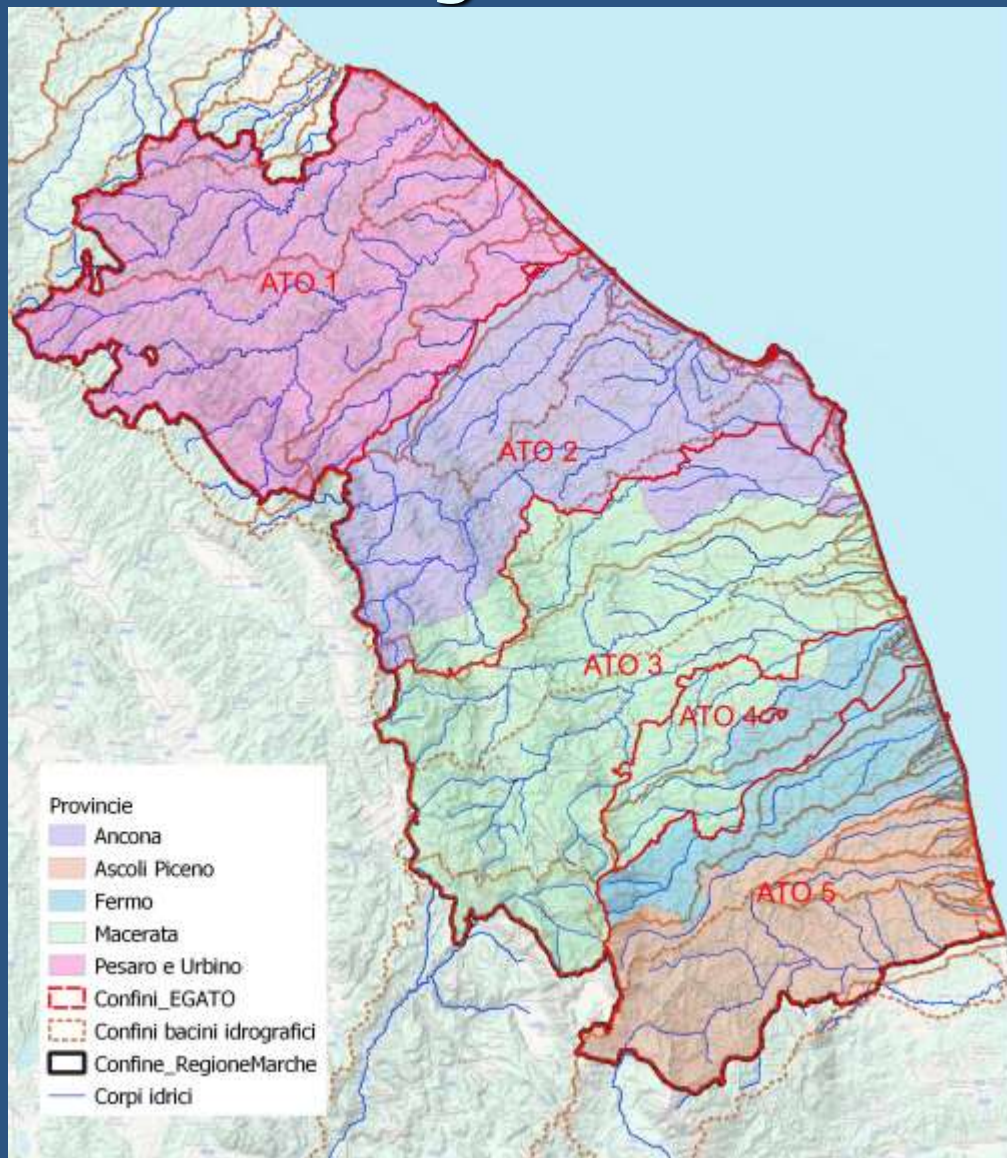 ATO 1
ATO 2
ATO 3
ATO 4
ATO 5
Provincie
Ancona
Ascoli Piceno
Fermo
Macerata
Pesaro e Urbino
Confini_EGATO
Confini bacini idrografici
Confine_RegioneMarche
Corpi idrici